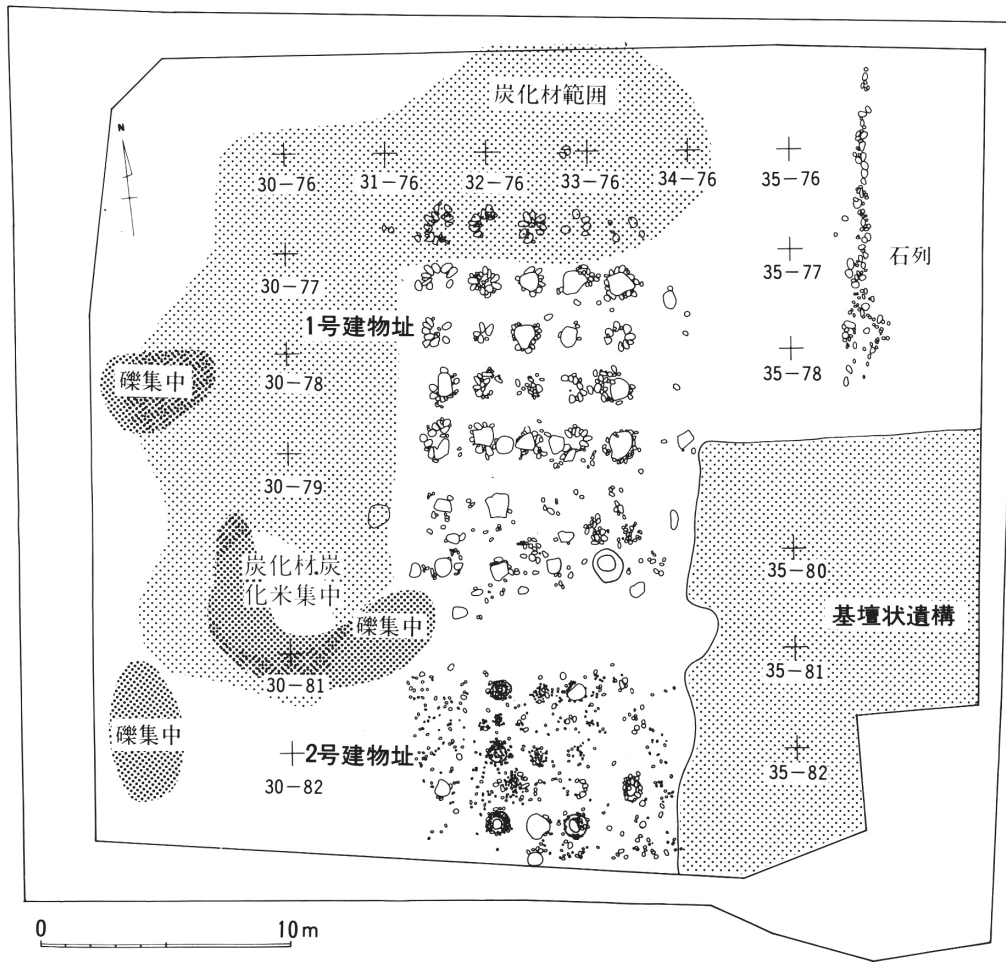 炭化材範囲
N
30-76
31-76
32-76
33-76
34-76
35-76
30-77
35-77
石列
1号建物址
30-78
35-78
礫集中
30-79
炭化材.炭
化米集中
35-80
礫集中
基壇状遺構
30-81
35-81
礫集中
2号建物址
30-82
35-82
0
10m